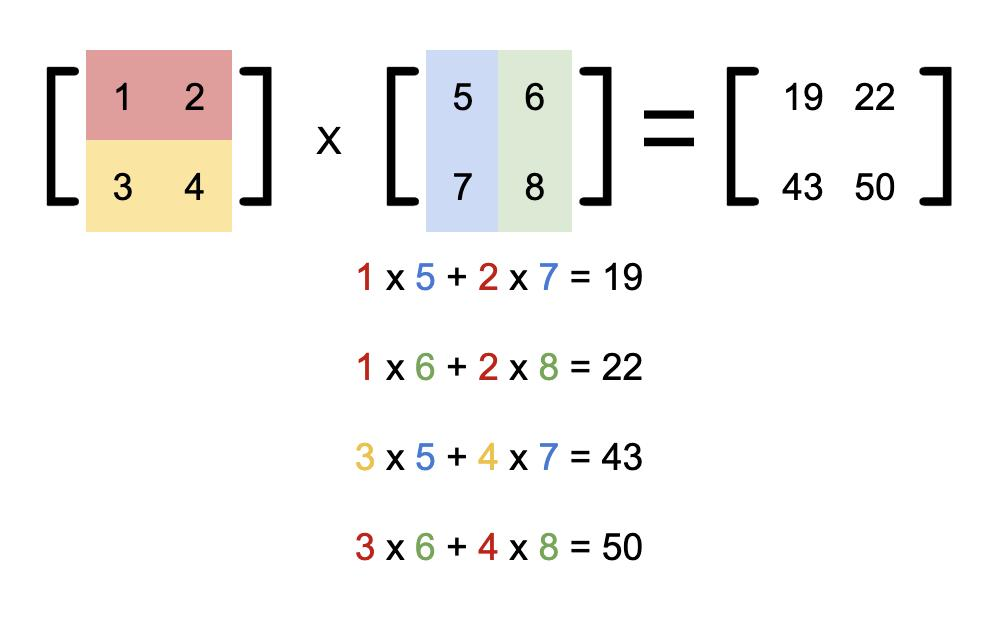 [ 1 2 ] x [ 5 6 ] = [ 19 22 ]
[ 3 4 ] [ 7 8 ] [ 43 50 ]
1 x 5 + 2 x 7 = 19
1 x 6 + 2 x 8 = 22
3 x 5 + 4 x 7 = 43
3 x 6 + 4 x 8 = 50